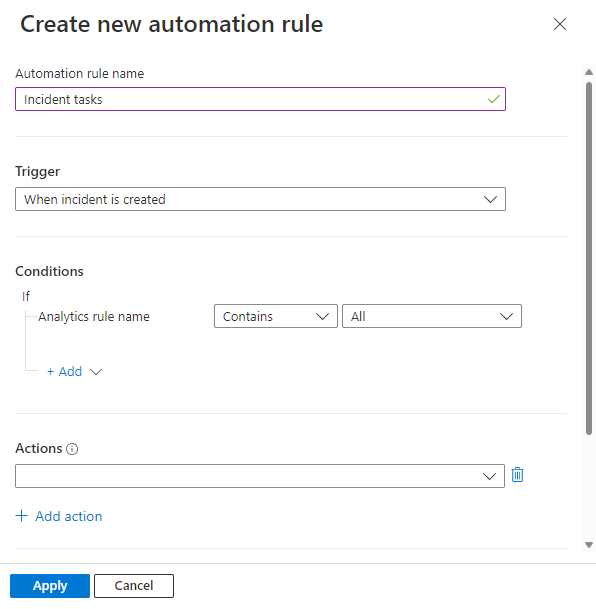 Create new automation rule
Automation rule name
Incident tasks
Trigger
When incident is created
Conditions
If
Analytics rule name Contains All
+ Add
Actions
+ Add action
Apply Cancel